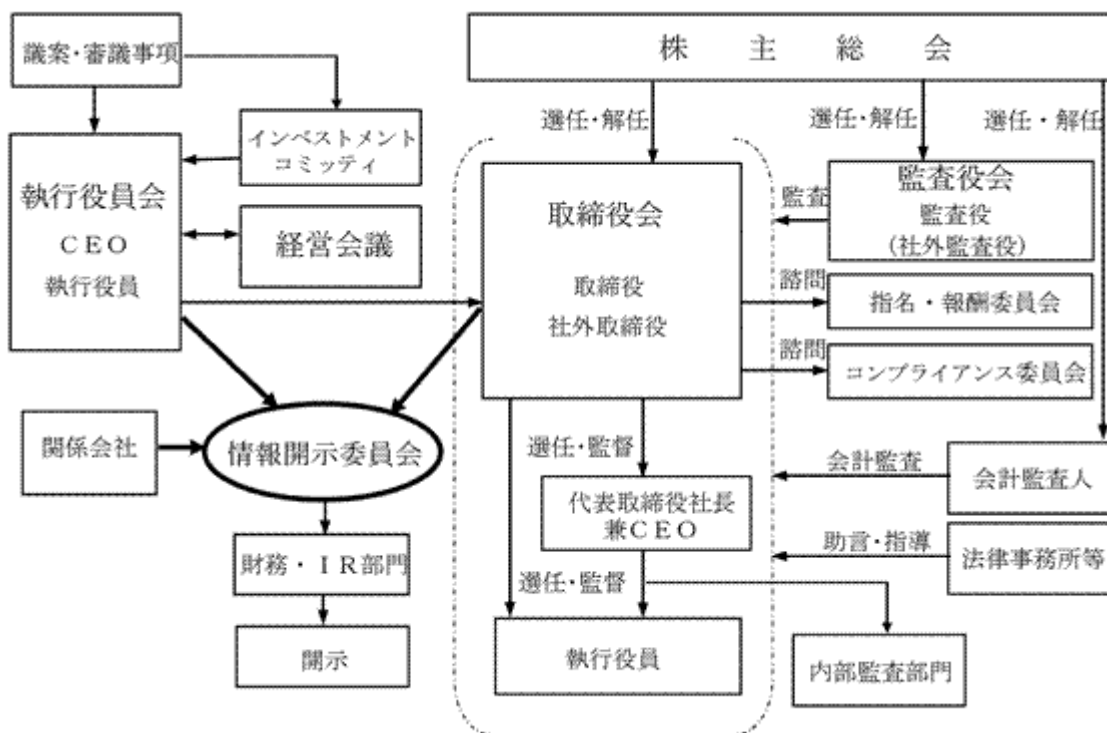 議案・審議事項
株主総会
選任・解任
選任・解任
選任・解任
インベストメント
コミッティ
執行役員会
CEO
執行役員
経営会議
取締役会
取締役
社外取締役
監査
監査役会
監査役
(社外監査役)
諮問
指名・報酬委員会
諮問
コンプライアンス委員会
関係会社
情報開示委員会
選任・監督
会計監査
会計監査人
代表取締役社長
兼CEO
助言・指導
法律事務所等
財務・IR部門
選任・監督
開示
執行役員
内部監査部門